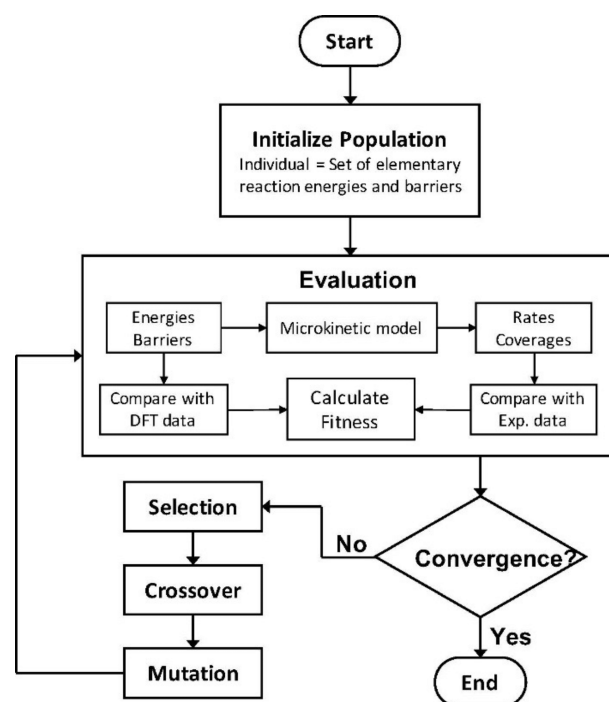 Start
Initialize Population
Individual = Set of elementary
reaction energies and barriers
Evaluation
Energies
Barriers
Microkinetic model
Rates
Coverages
Compare with
DFT data
Calculate
Fitness
Compare with
Exp. data
Selection
No
Convergence?
Crossover
Yes
Mutation
End